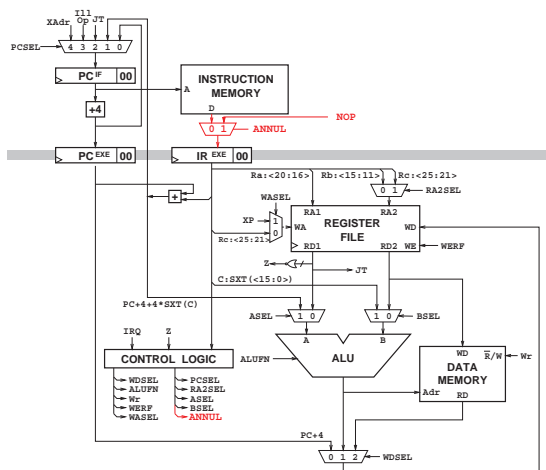 Ill
XAdr Op JT
PCSEL 4 3 2 1 0
PC IF 00
INSTRUCTION
MEMORY
A
D
+4
NOP
0 1 ANNUL
PC EXE 00
IR EXE 00
Ra:<20:16> Rb:<15:11> Rc:<25:21>
+
0 1 RA2SEL
WASEL
XP 1
0
Rc:<25:21>
RA1 RA2
WA REGISTER WD
FILE
RD1 RD2 WE WERF
Z
JT
C:SXT(<15:0>)
PC+4+4*SXT(C)
ASEL 1 0 1 0 BSEL
IRQ Z
A B
CONTROL LOGIC
ALUFN ALU
WD R/W Wr
DATA
MEMORY
Adr
RD
WDSEL PCSEL
ALUFN RA2SEL
Wr ASEL
WERF BSEL
WASEL ANNUL
PC+4
0 1 2 WDSEL